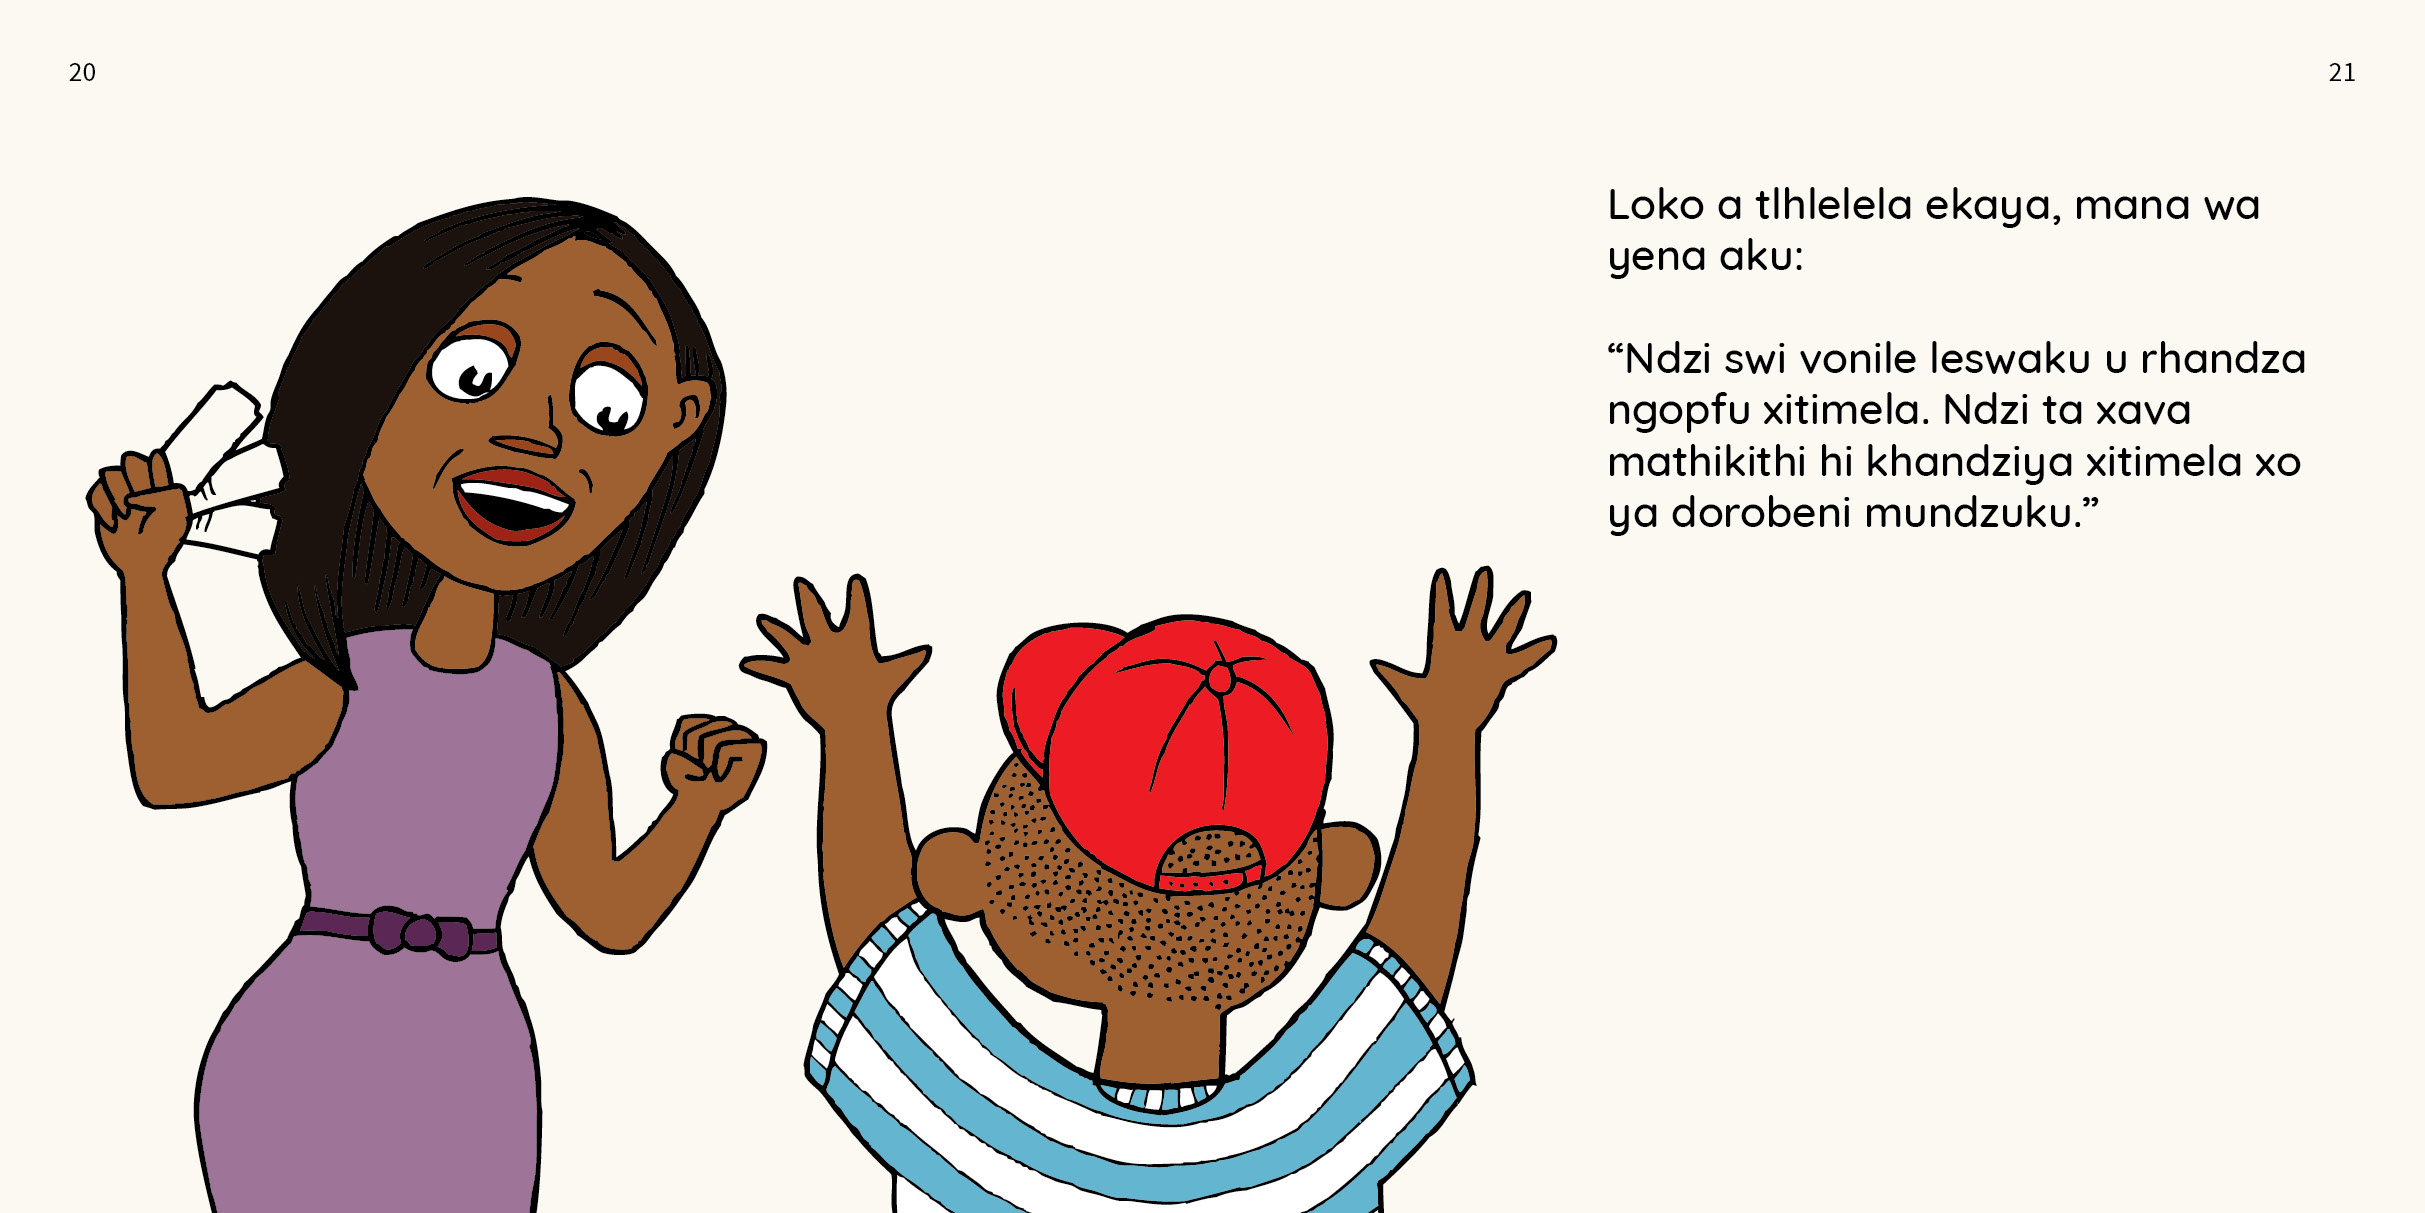 20
21
Loko a tlhlelela ekaya, mana wa
yena aku:
“Ndzi swi vonile leswaku u rhandza
ngopfu xitimela. Ndzi ta xava
mathikithi hi khandziya xitimela xo
ya dorobeni mundzuku.”